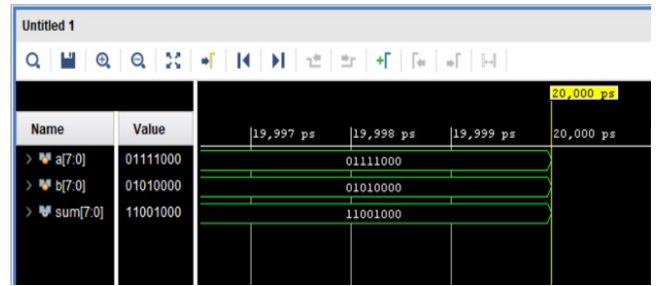 Untitled 1
20,000 ps
Name Value 19,997 ps 19,998 ps 19,999 ps 20,000 ps
a[7:0] 01111000 01111000
b[7:0] 01010000 01010000
sum[7:0] 11001000 11001000